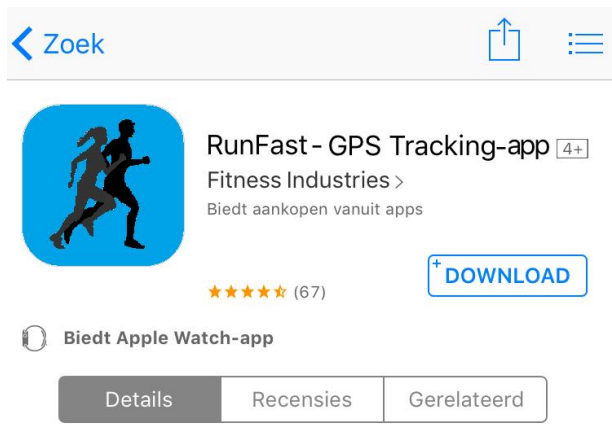 Zoek
RunFast - GPS Tracking-app 4+
Fitness Industries >
Biedt aankopen vanuit apps
+DOWNLOAD
(67)
Biedt Apple Watch-app
Details Recensies Gerelateerd